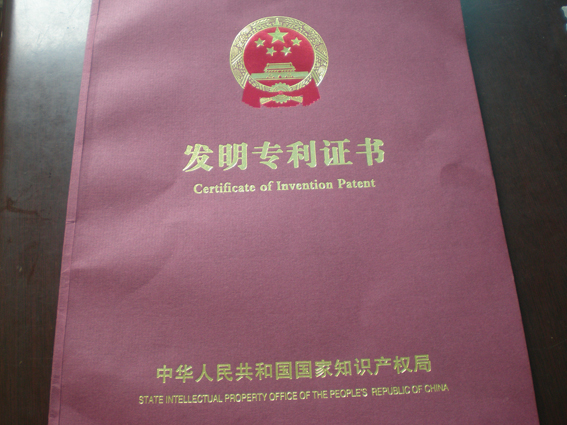 发明专利证书
Certificate of Invention Patent
中华人民共和国国家知识产权局
STATE INTELLECTUAL PROPERTY OFFICE OF THE PEOPLE'S REPUBLIC OF CHINA